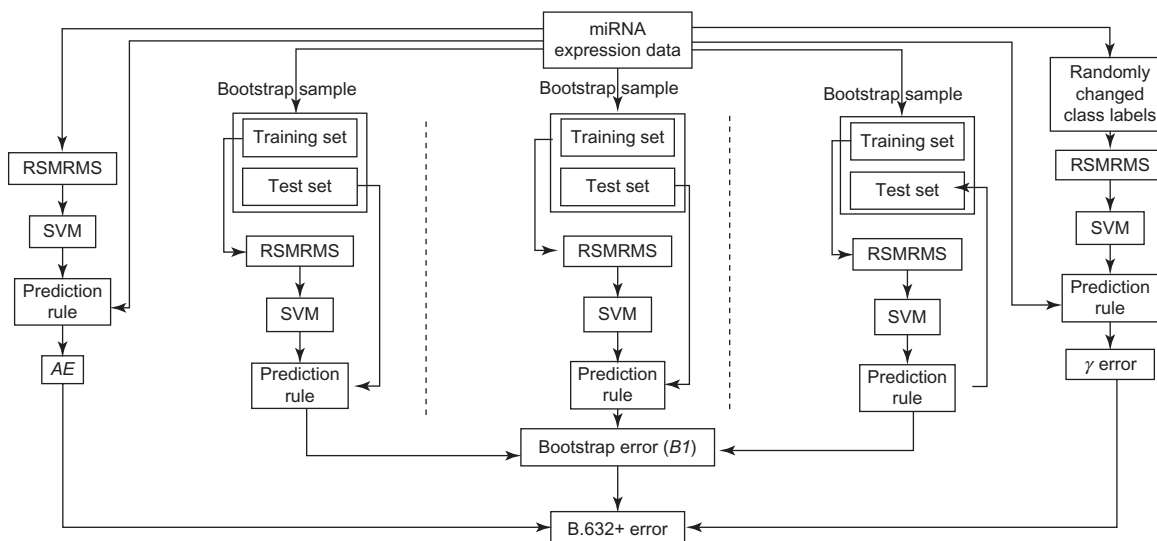 miRNA
expression data
Bootstrap sample
Bootstrap sample
Bootstrap sample
Randomly
changed
class labels
Training set
Training set
Training set
Test set
Test set
Test set
RSMRMS
RSMRMS
RSMRMS
RSMRMS
RSMRMS
SVM
SVM
SVM
SVM
SVM
Prediction
rule
Prediction
rule
Prediction
rule
Prediction
rule
Prediction
rule
AE
γ error
Bootstrap error (B1)
B.632+ error